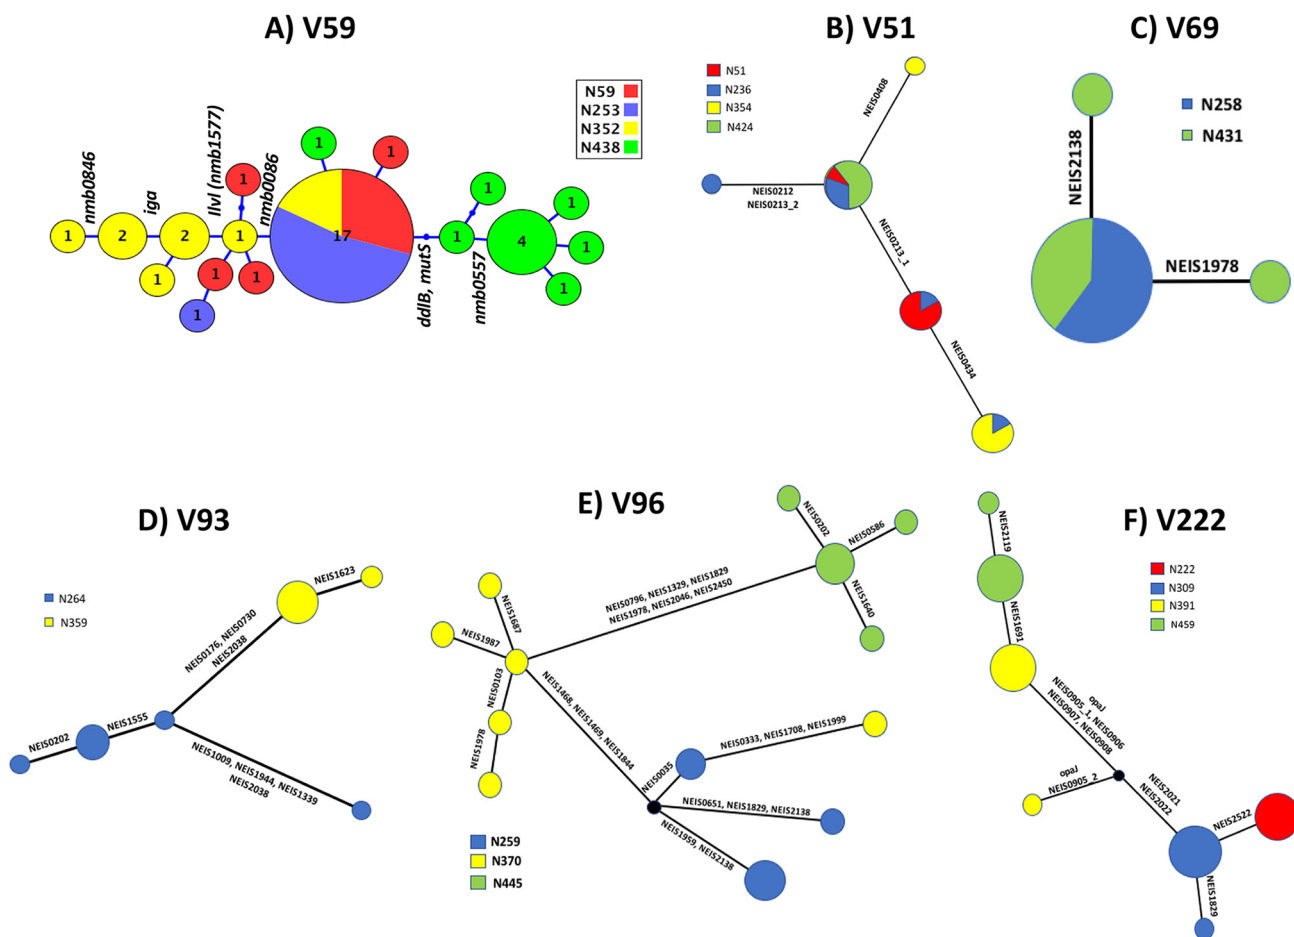 A) V59
N59
N253
N352
N438
nmb0846
iga
llvl (nmb1577)
nmb0086
ddlB, mutS
nmb0557
1
2
2
1
1
1
1
1
1
1
1
17
1
1
4
1
1
1
B) V51
N51
N236
N354
N424
NEIS0408
NEIS0212
NEIS0213_2
NEIS0213_1
NEIS0434
C) V69
N258
N431
NEIS2138
NEIS1978
D) V93
N264
N359
NEIS1623
NEIS0176, NEIS0730
NEIS2038
NEIS1555
NEIS0202
NEIS1009, NEIS1944, NEIS1339
NEIS2038
E) V96
NEIS0202
NEIS0586
NEIS1640
NEIS0796, NEIS1329, NEIS1829
NEIS1978, NEIS2046, NEIS2450
NEIS1687
NEIS1987
NEIS0103
NEIS1978
NEIS1468, NEIS1469, NEIS1844
NEIS0333, NEIS1708, NEIS1999
NEIS0035
NEIS0651, NEIS1829, NEIS2138
NEIS1959, NEIS2138
N259
N370
N445
F) V222
N222
N309
N391
N459
NEIS2119
NEIS1691
opaJ
NEIS0905_1, NEIS0906
NEIS0907, NEIS0908
opaJ
NEIS0905_2
NEIS2021
NEIS2022
NEIS2522
NEIS1829